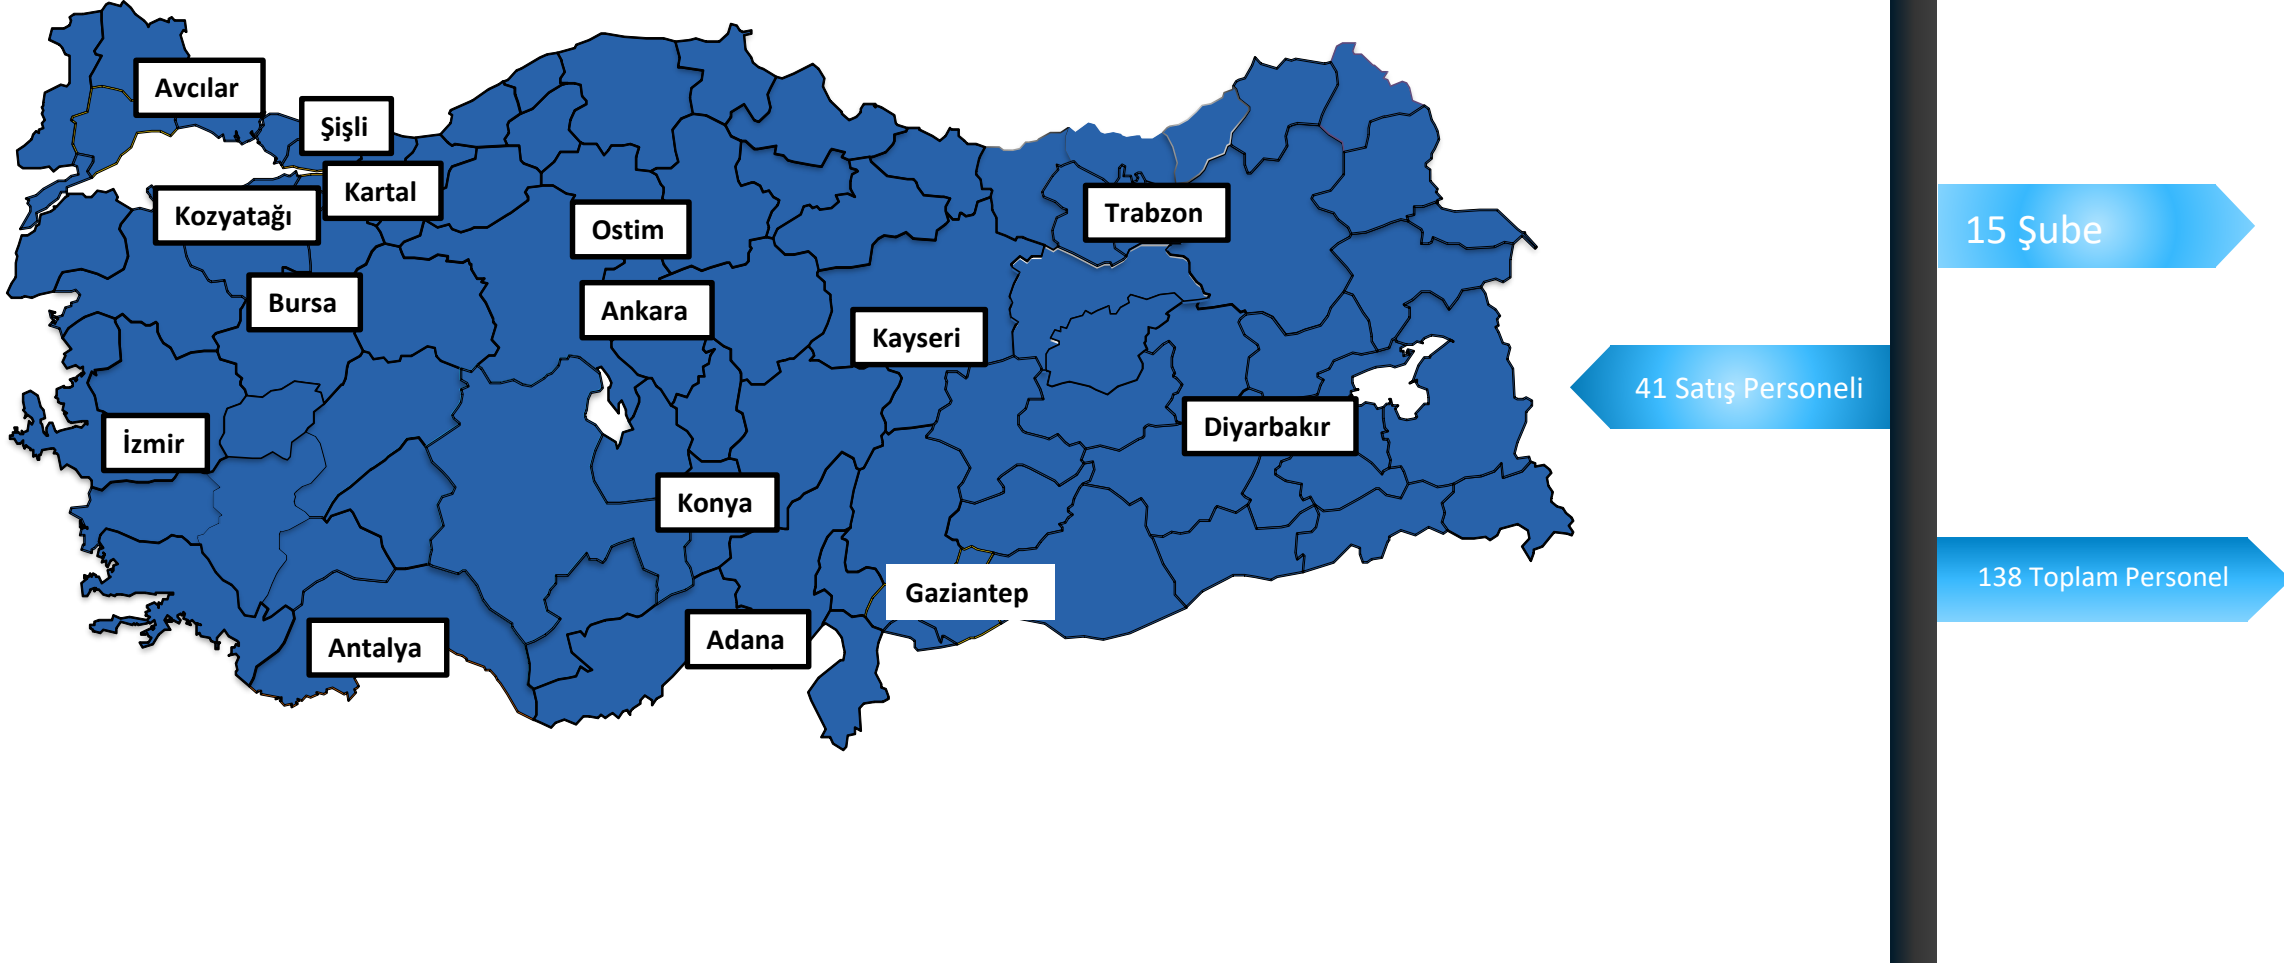 Avcılar
Şişli
Kartal
Kozyatağı
Ostim
Trabzon
Bursa
Ankara
Kayseri
Diyarbakır
İzmir
Konya
Gaziantep
Adana
Antalya
15 Şube
41 Satış Personeli
138 Toplam Personel